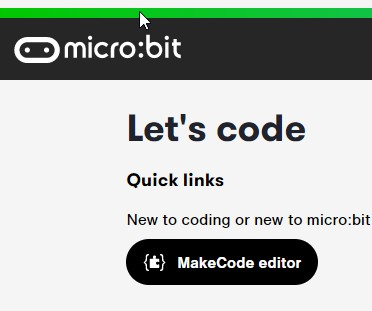 micro:bit
Let's code
Quick links
New to coding or new to micro:bit
MakeCode editor